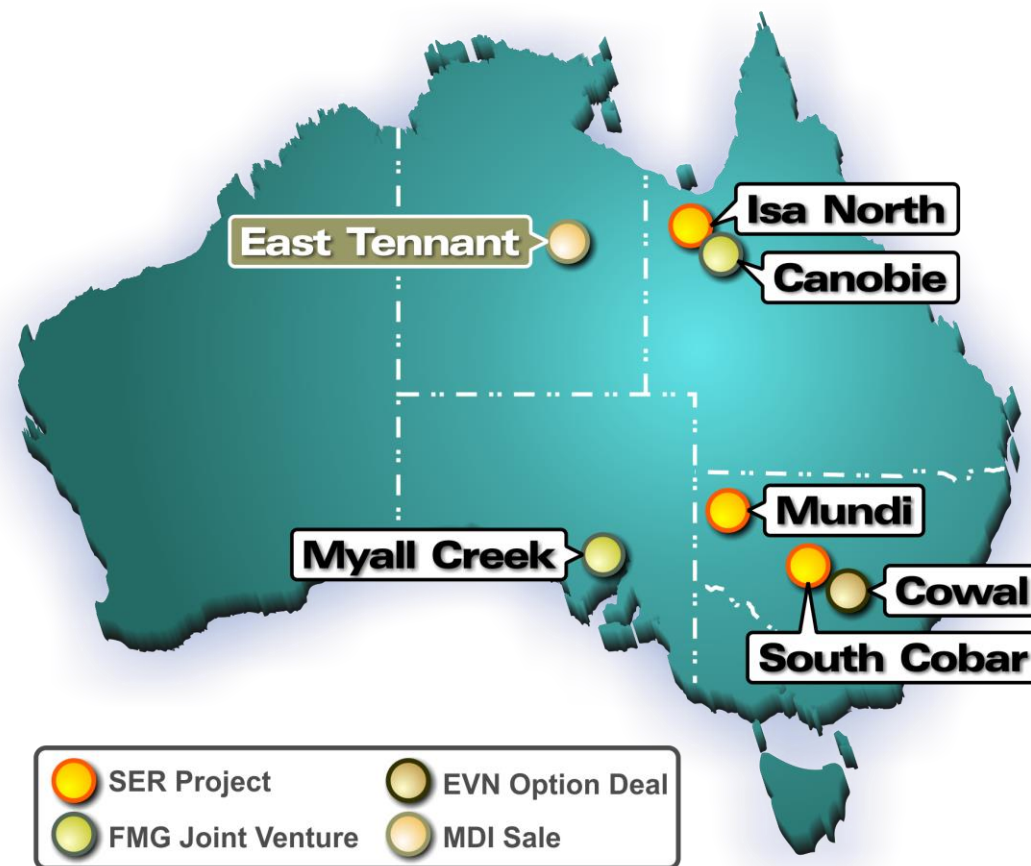 Isa North
East Tennant
Canobie
Mundi
Myall Creek
Cowal
South Cobar
SER Project
EVN Option Deal
FMG Joint Venture
MDI Sale